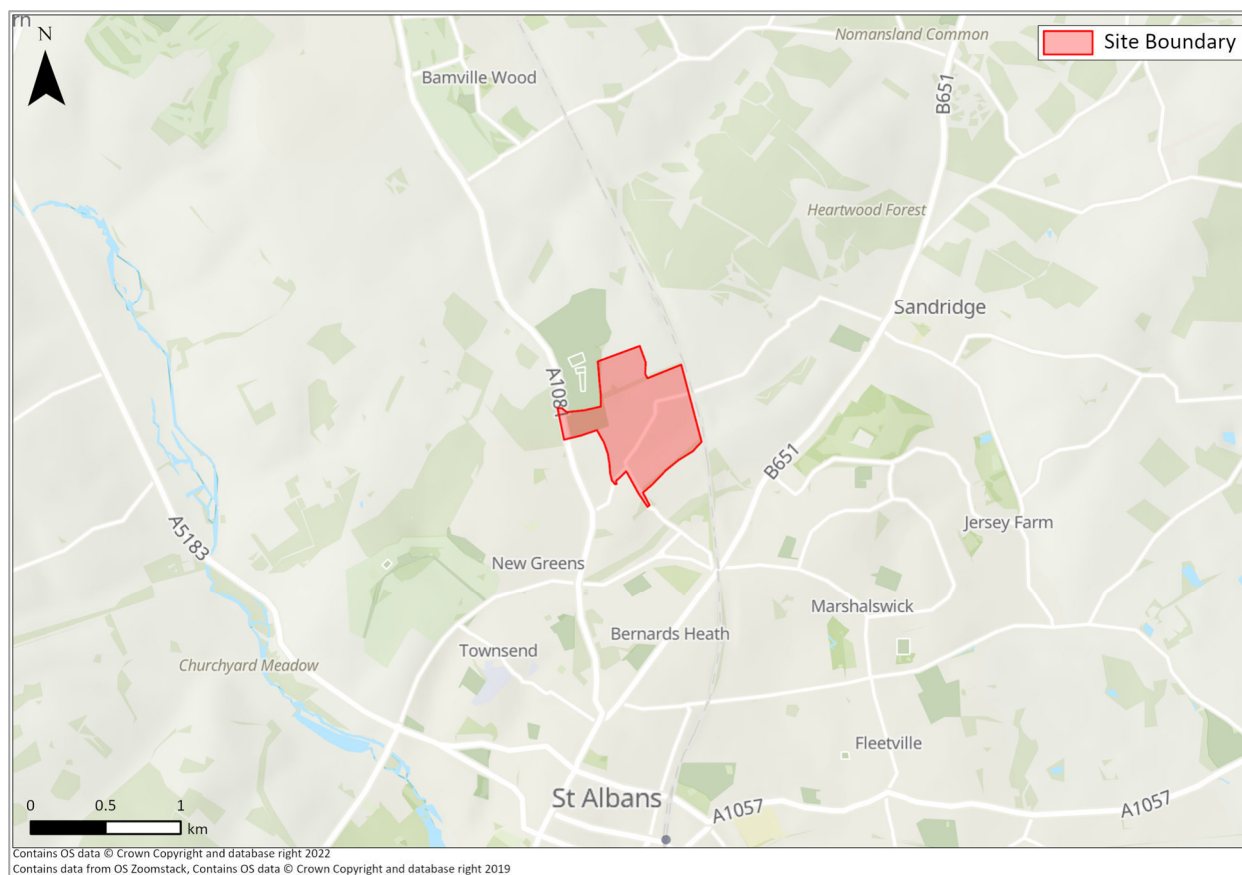 rn
N
Nomansland Common
Site Boundary
Bamville Wood
B651
Heartwood Forest
Sandridge
A1081
B651
A5183
Jersey Farm
New Greens
Marshalswick
Bernards Heath
Townsend
Churchyard Meadow
Fleetville
St Albans
A1057
A1057
0 0.5 1
km
Contains OS data © Crown Copyright and database right 2022
Contains data from OS Zoomstack, Contains OS data © Crown Copyright and database right 2019